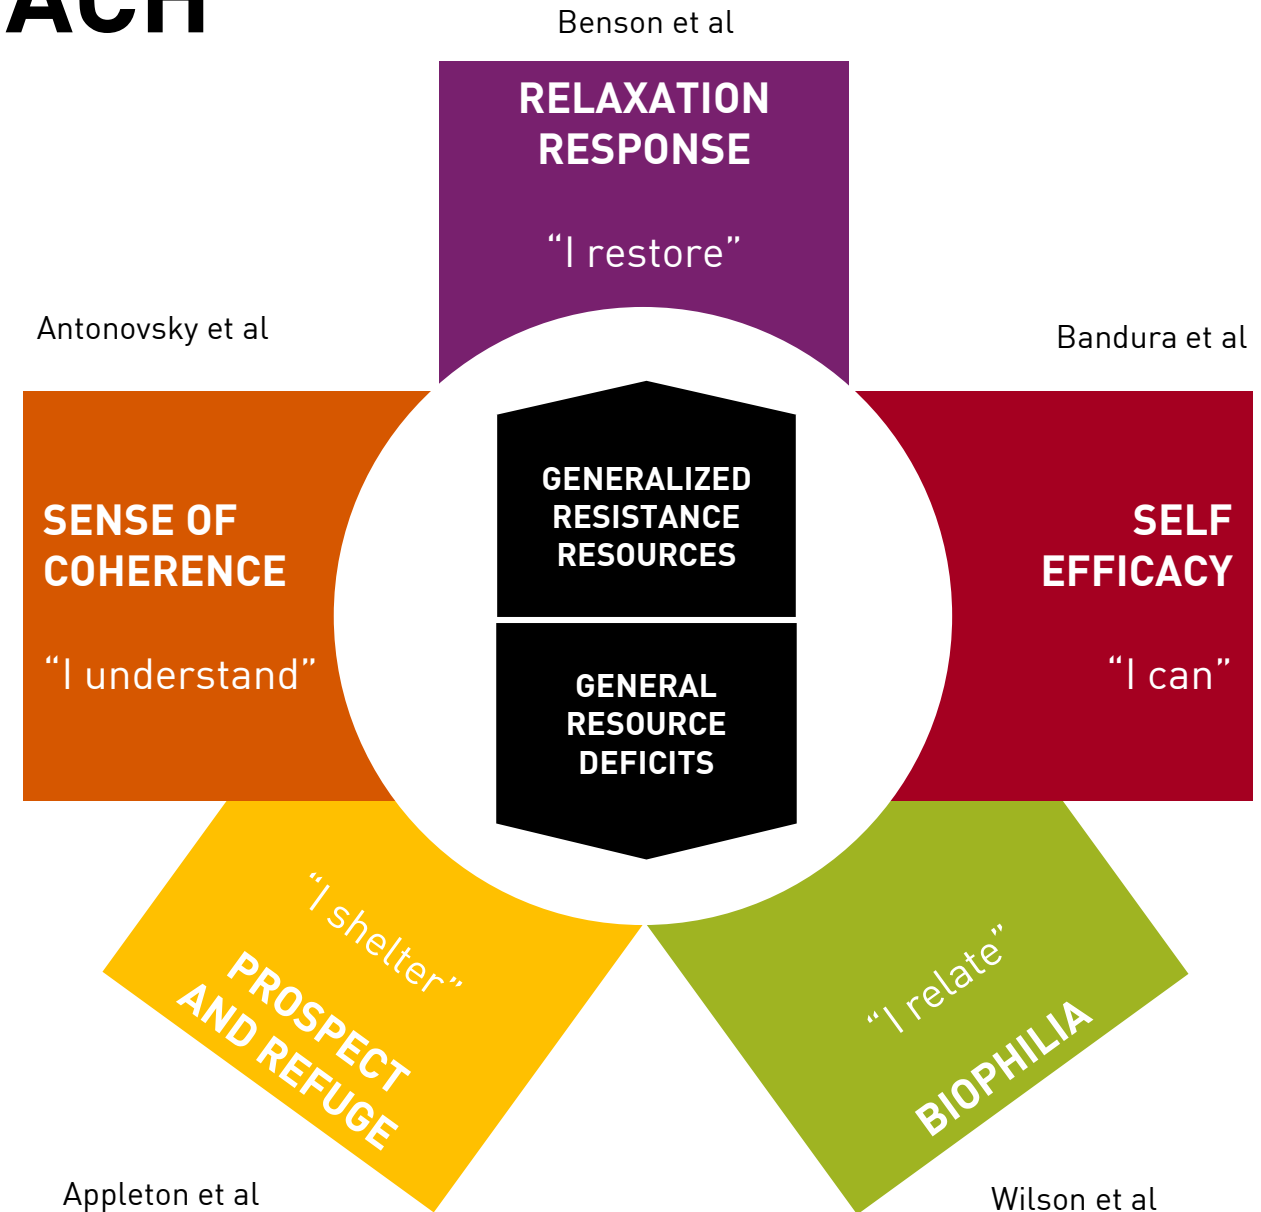 ACH
Benson et al
RELAXATION
RESPONSE
“I restore”
Antonovsky et al
Bandura et al
SENSE OF
COHERENCE
“I understand”
GENERALIZED
RESISTANCE
RESOURCES
GENERAL
RESOURCE
DEFICITS
SELF
EFFICACY
“I can”
“I shelter”
PROSPECT
AND REFUGE
“I relate”
BIOPHILIA
Appleton et al
Wilson et al